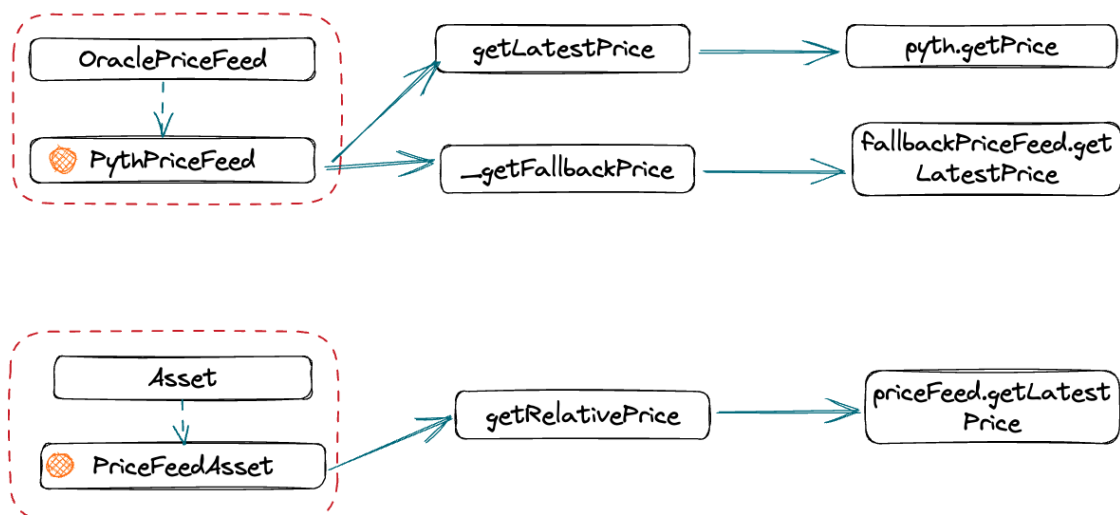 OraclePriceFeed
getLatestPrice
pyth.getPrice
PythPriceFeed
_getFallbackPrice
fallbackPriceFeed.get
LatestPrice
Asset
getRelativePrice
priceFeed.getLatest
Price
PriceFeedAsset